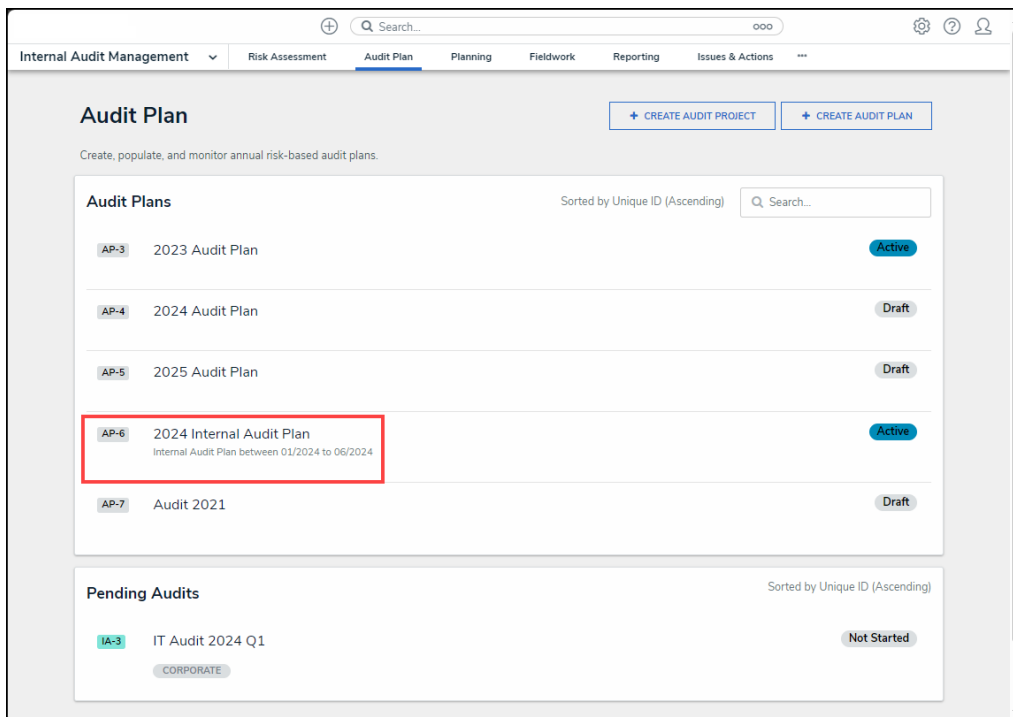 Search... ooo
Internal Audit Management Risk Assessment Audit Plan Planning Fieldwork Reporting Issues & Actions ...
Audit Plan + CREATE AUDIT PROJECT + CREATE AUDIT PLAN
Create, populate, and monitor annual risk-based audit plans.
Audit Plans Sorted by Unique ID (Ascending) Search...
AP-3 2023 Audit Plan Active
AP-4 2024 Audit Plan Draft
AP-5 2025 Audit Plan Draft
AP-6 2024 Internal Audit Plan Active
Internal Audit Plan between 01/2024 to 06/2024
AP-7 Audit 2021 Draft
Pending Audits Sorted by Unique ID (Ascending)
IA-3 IT Audit 2024 Q1 Not Started
CORPORATE